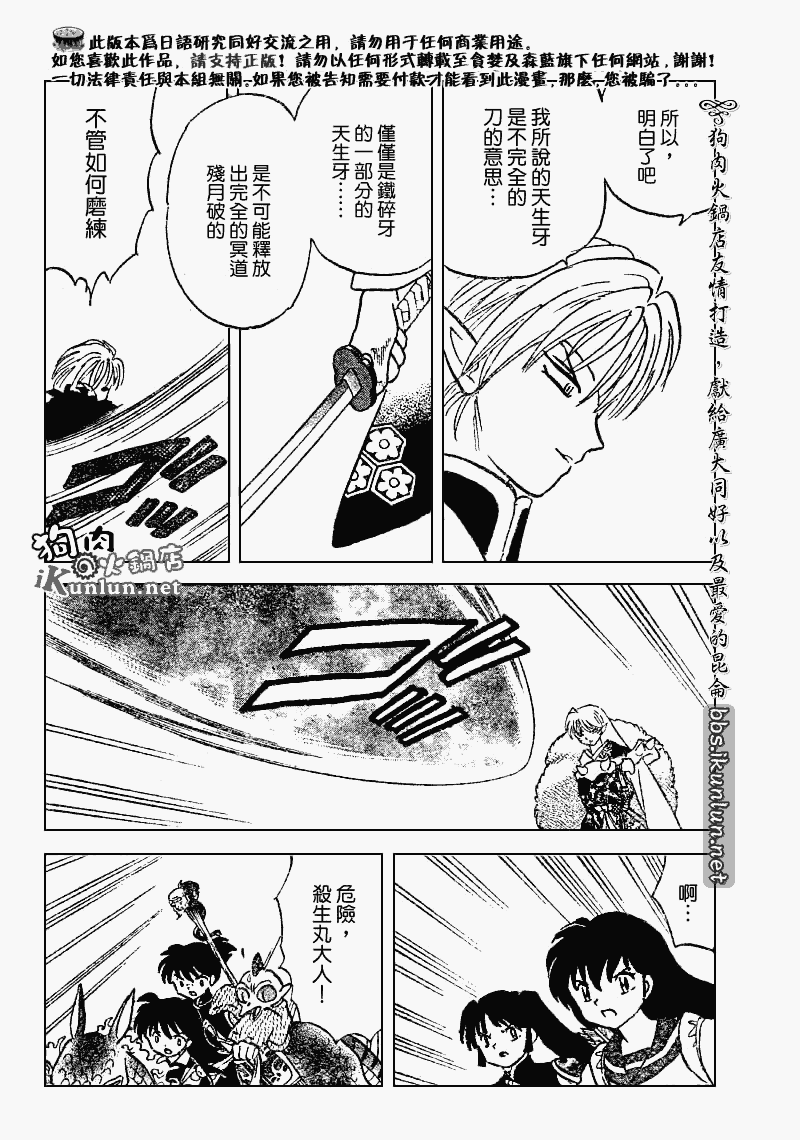 此版本爲日語研究同好交流之用，請勿用于任何商業用途。
如您喜歡此作品，請支持正版！請勿以任何形式轉載至貪婪及森藍旗下任何網站，謝謝！
一切法律責任與本組無關。如果您被告知需要付款才能看到此漫畫，那麼，您被騙了。。。
所以，
明白了吧
我所說的天生牙
是不完全的
刀的意思…
僅僅是鐵碎牙
的一部分的
天生牙……
是不可能釋放
出完全的冥道
殘月破的
不管如何磨練
ゴゴ
狗肉
火鍋店
iKunlun.net
ゴゴ
啊…
危險，
殺生丸大人！
狗肉火鍋店友情打造，獻給廣大同好以及最愛的昆侖
bbs.ikunlun.net